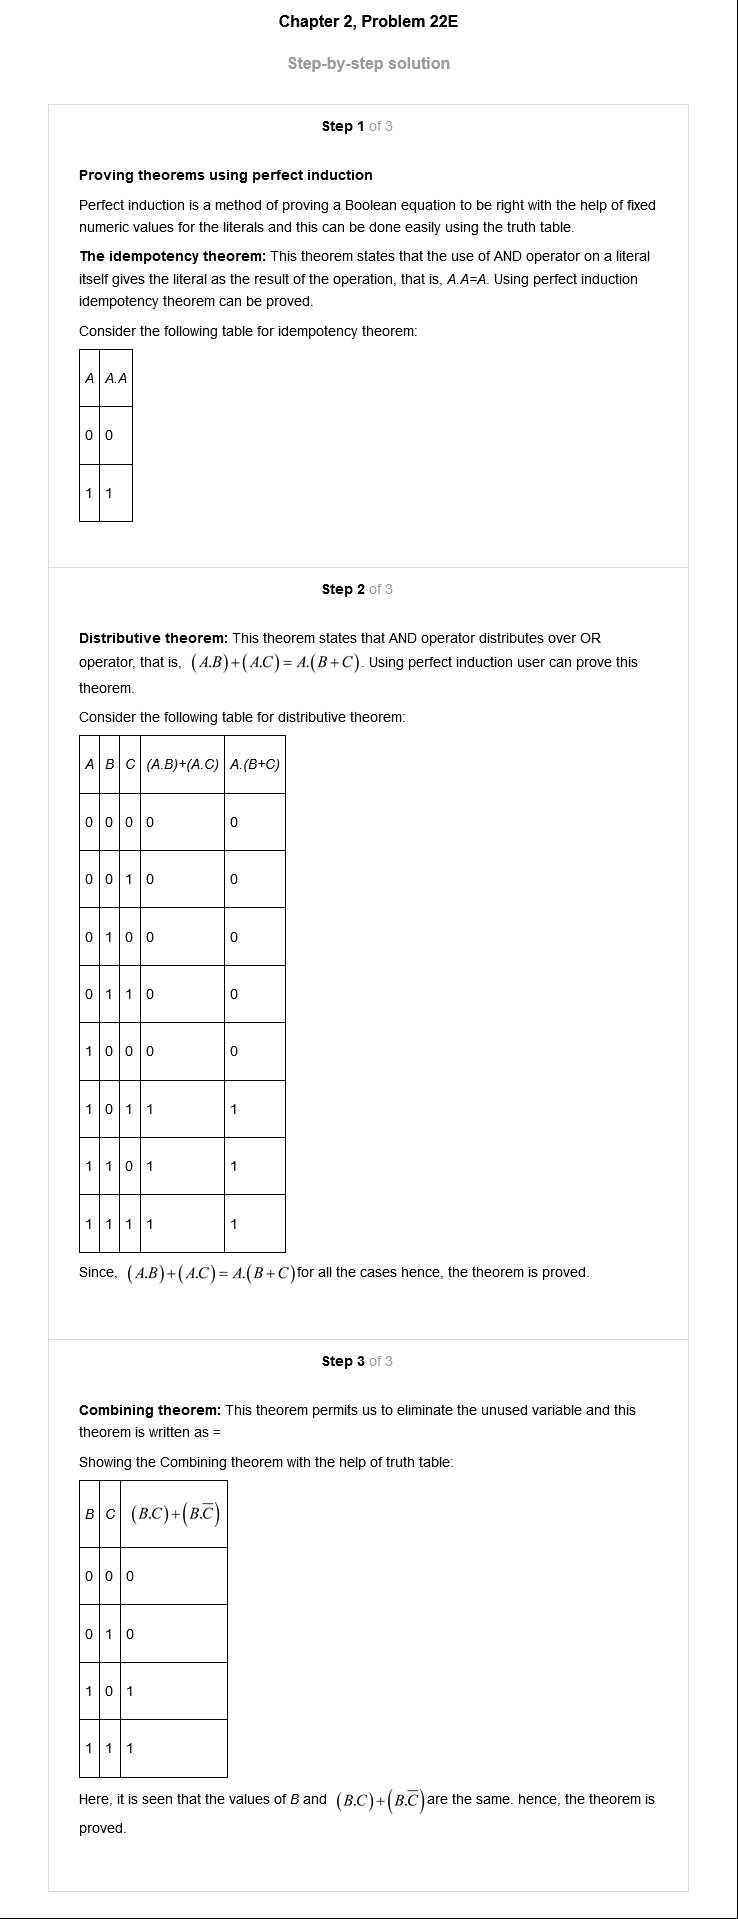 Chapter 2, Problem 22E
Step-by-step solution
Step 1 of 3
Proving theorems using perfect induction
Perfect induction is a method of proving a Boolean equation to be right with the help of fixed
numeric values for the literals and this can be done easily using the truth table.
The idempotency theorem: This theorem states that the use of AND operator on a literal
itself gives the literal as the result of the operation, that is, A.A=A. Using perfect induction
idempotency theorem can be proved.
Consider the following table for idempotency theorem:
A A.A
0 0
1 1
Step 2 of 3
Distributive theorem: This theorem states that AND operator distributes over OR
operator, that is, (A.B)+(A.C)=A.(B+C). Using perfect induction user can prove this
theorem.
Consider the following table for distributive theorem:
A B C (A.B)+(A.C) A.(B+C)
0 0 0 0 0
0 0 1 0 0
0 1 0 0 0
0 1 1 0 0
1 0 0 0 0
1 0 1 1 1
1 1 0 1 1
1 1 1 1 1
Since, (A.B)+(A.C)=A.(B+C) for all the cases hence, the theorem is proved.
Step 3 of 3
Combining theorem: This theorem permits us to eliminate the unused variable and this
theorem is written as =
Showing the Combining theorem with the help of truth table:
B C (B.C)+(B.C̅)
0 0 0
0 1 0
1 0 1
1 1 1
Here, it is seen that the values of B and (B.C)+(B.C̅) are the same. hence, the theorem is
proved.